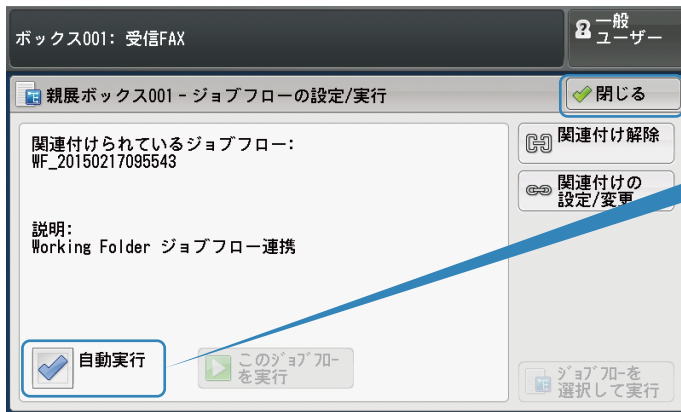 ボックス001: 受信FAX
一般
ユーザー
親展ボックス001 - ジョブフローの設定/実行
閉じる
関連付けられているジョブフロー:
WF_20150217095543
関連付け解除
関連付けの
設定/変更
説明:
Working Folder ジョブフロー連携
自動実行
このジョブフロー
を実行
ジョブフローを
選択して実行